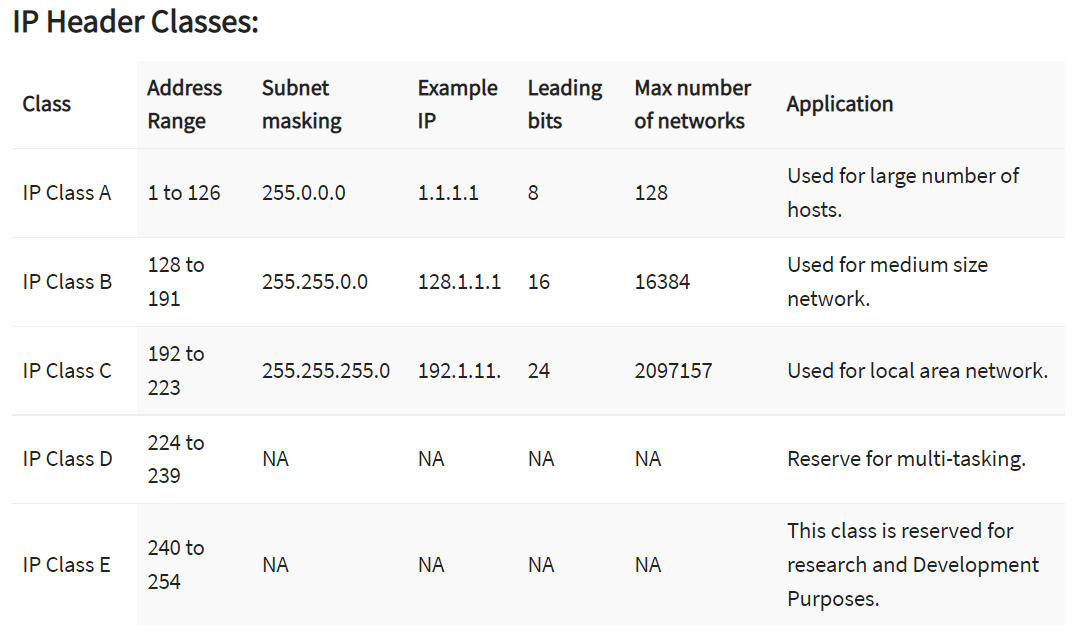 IP Header Classes:
Class Address Range Subnet masking Example IP Leading bits Max number of networks Application
IP Class A 1 to 126 255.0.0.0 1.1.1.1 8 128 Used for large number of hosts.
IP Class B 128 to 191 255.255.0.0 128.1.1.1 16 16384 Used for medium size network.
IP Class C 192 to 223 255.255.255.0 192.1.11. 24 2097157 Used for local area network.
IP Class D 224 to 239 NA NA NA NA Reserve for multi-tasking.
IP Class E 240 to 254 NA NA NA NA This class is reserved for research and Development Purposes.